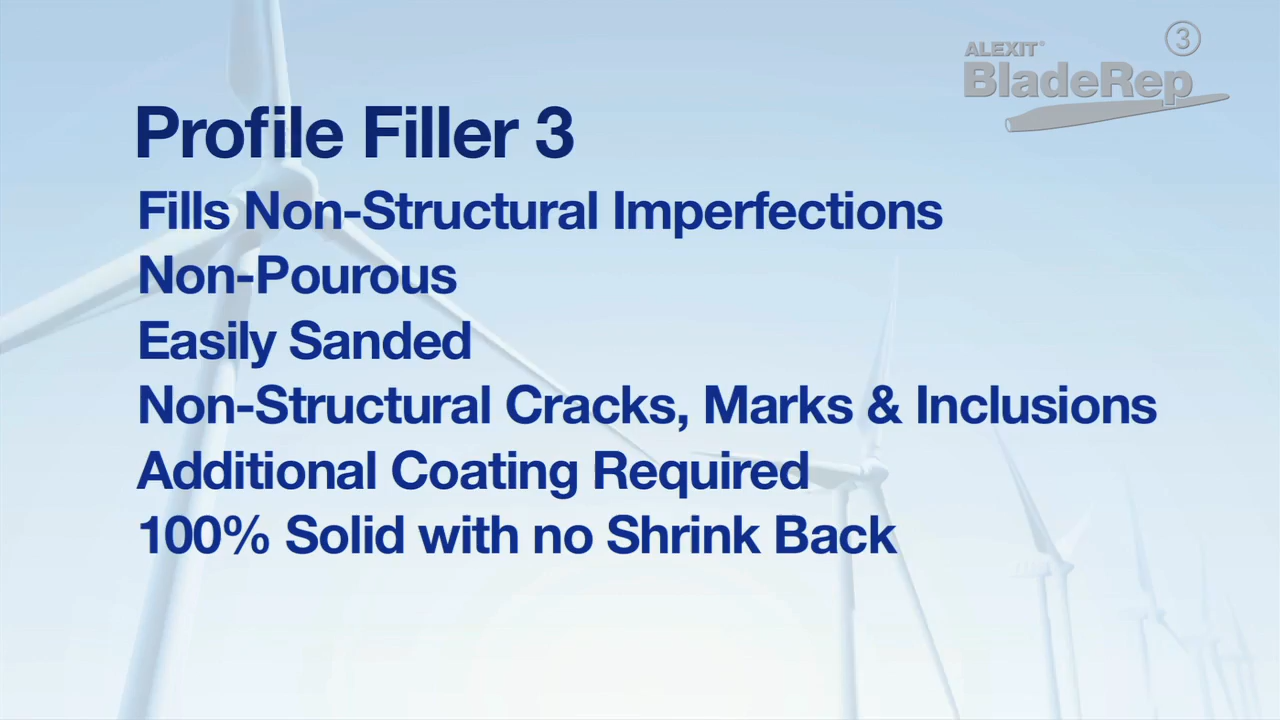 ALEXIT®
BladeRep
3
Profile Filler 3
Fills Non-Structural Imperfections
Non-Pourous
Easily Sanded
Non-Structural Cracks, Marks & Inclusions
Additional Coating Required
100% Solid with no Shrink Back